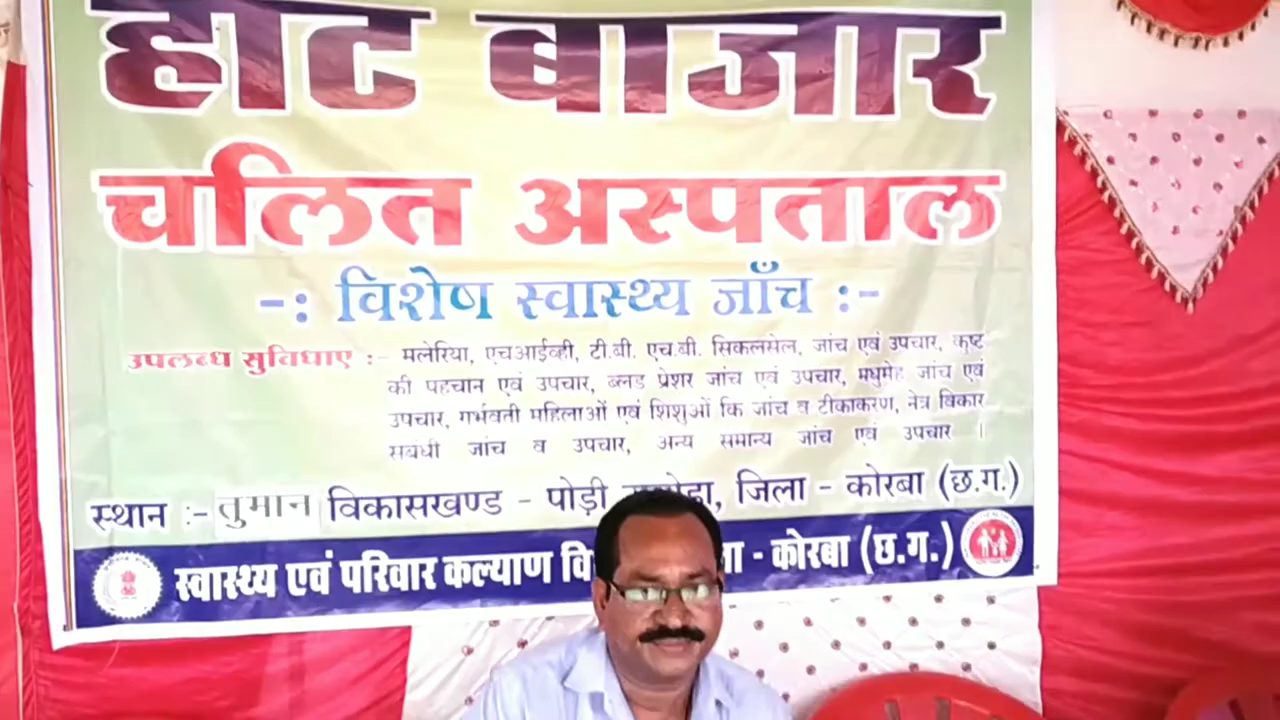 हाट बाजार
चलित अस्पताल
-: विशेष स्वास्थ्य जाँच :-
उपलब्ध सुविधाए :- मलेरिया, एचआईव्ही, टी.बी. एच.बी. सिकलसेल, जांच एवं उपचार, कुष्ट
की पहचान एवं उपचार, ब्लड प्रेशर जांच एवं उपचार, मधुमेह जांच एवं
उपचार, गर्भवती महिलाओं एवं शिशुओं कि जांच व टीकाकरण, नेत्र विकार
सबंधी जांच व उपचार, अन्य समान्य जांच एवं उपचार ।
स्थान :- तुमान विकासखण्ड - पोड़ी जिला - कोरबा (छ.ग.)
स्वास्थ्य एवं परिवार कल्याण - कोरबा (छ.ग.)